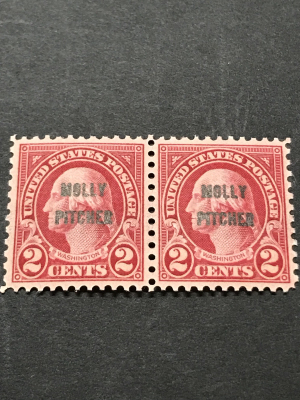 UNITED STATES POSTAGE
MOLLY
PITCHER
WASHINGTON
2 CENTS 2
UNITED STATES POSTAGE
MOLLY
PITCHER
WASHINGTON
2 CENTS 2